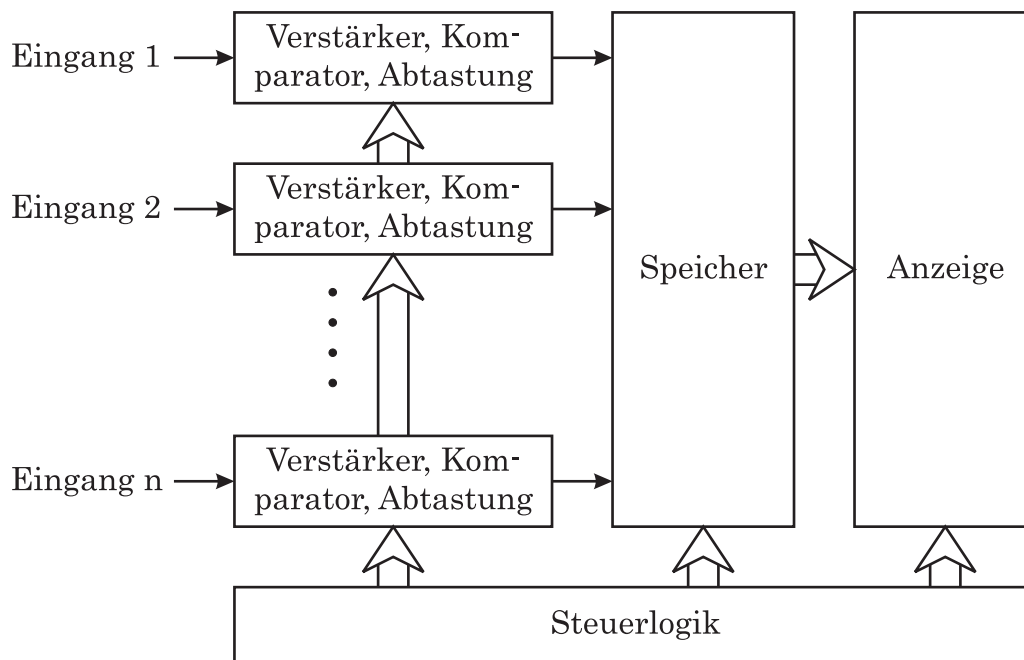 Eingang 1
Verstärker, Kom-
parator, Abtastung
Eingang 2
Verstärker, Kom-
parator, Abtastung
Speicher
Anzeige
Eingang n
Verstärker, Kom-
parator, Abtastung
Steuerlogik